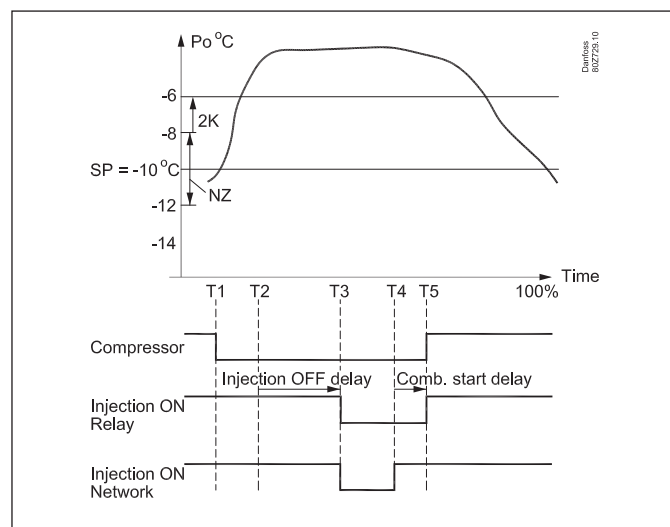 Po °C
Danfoss
80Z729.10
-6
2K
-8
SP = -10 °C
NZ
-12
-14
Time
T1 T2 T3 T4 T5 100%
Compressor
Injection OFF delay Comb. start delay
Injection ON
Relay
Injection ON
Network